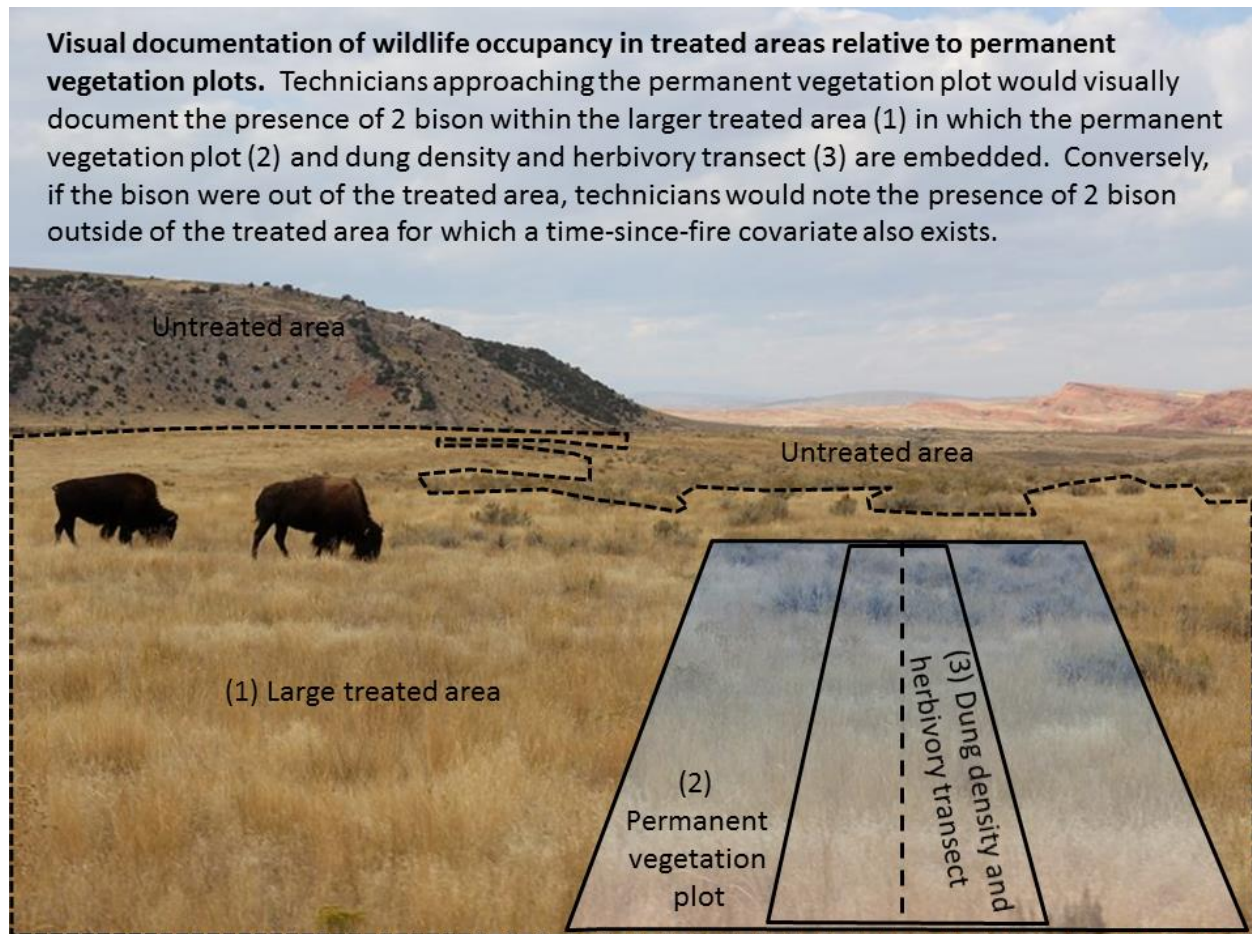 Visual documentation of wildlife occupancy in treated areas relative to permanent
vegetation plots.  Technicians approaching the permanent vegetation plot would visually
document the presence of 2 bison within the larger treated area (1) in which the permanent
vegetation plot (2) and dung density and herbivory transect (3) are embedded.  Conversely,
if the bison were out of the treated area, technicians would note the presence of 2 bison
outside of the treated area for which a time-since-fire covariate also exists.
Untreated area
Untreated area
(1) Large treated area
(2)
Permanent
vegetation
plot
(3) Dung density and
herbivory transect